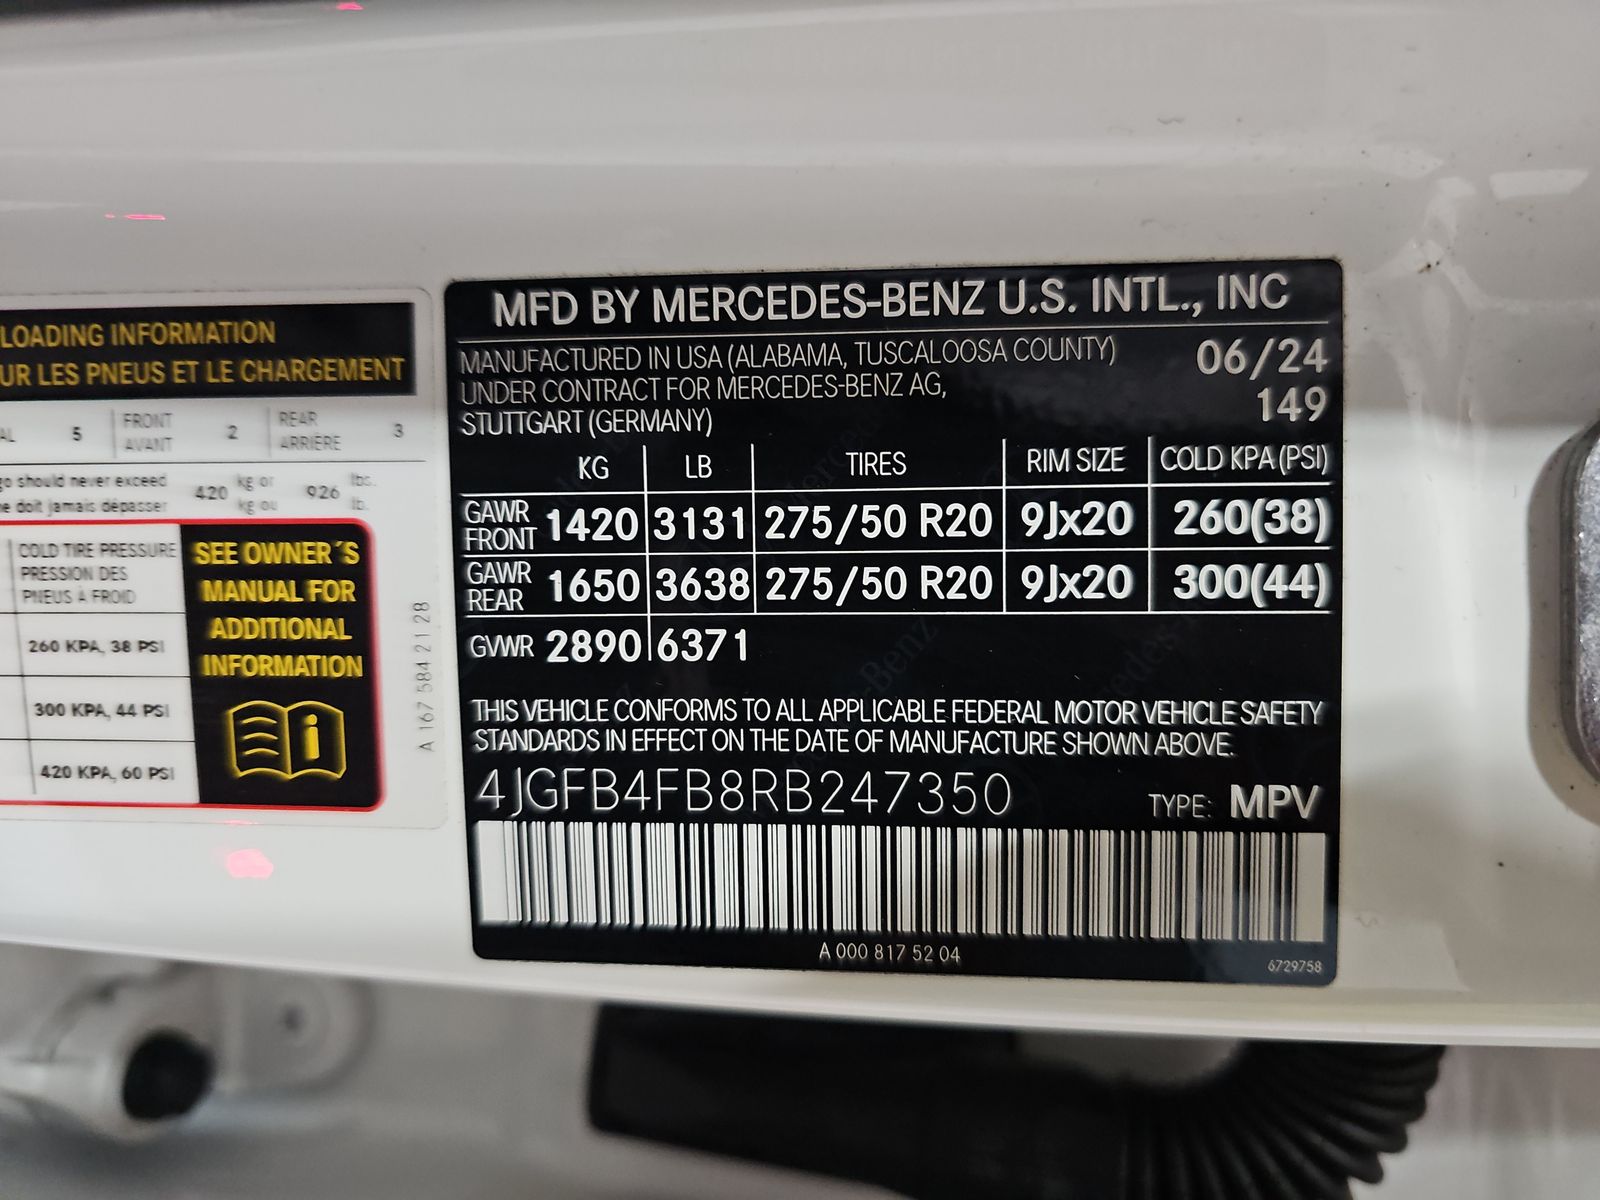 LOADING INFORMATION
UR LES PNEUS ET LE CHARGEMENT
AL 5 FRONT AVANT 2 REAR ARRIÈRE 3
go should never exceed 420 kg or 926 lbs.
e doit jamais dépasser kg ou lb.
COLD TIRE PRESSURE
PRESSION DES
PNEUS À FROID
260 KPA, 38 PSI
300 KPA, 44 PSI
420 KPA, 60 PSI
SEE OWNER´S
MANUAL FOR
ADDITIONAL
INFORMATION
i
A 167 584 21 28
MFD BY MERCEDES-BENZ U.S. INTL., INC
MANUFACTURED IN USA (ALABAMA, TUSCALOOSA COUNTY) 06/24
UNDER CONTRACT FOR MERCEDES-BENZ AG, 149
STUTTGART (GERMANY)
KG LB TIRES RIM SIZE COLD KPA (PSI)
GAWR FRONT 1420 3131 275/50 R20 9Jx20 260(38)
GAWR REAR 1650 3638 275/50 R20 9Jx20 300(44)
GVWR 2890 6371
THIS VEHICLE CONFORMS TO ALL APPLICABLE FEDERAL MOTOR VEHICLE SAFETY
STANDARDS IN EFFECT ON THE DATE OF MANUFACTURE SHOWN ABOVE.
4JGFB4FB8RB247350 TYPE: MPV
A 000 817 52 04
6729758